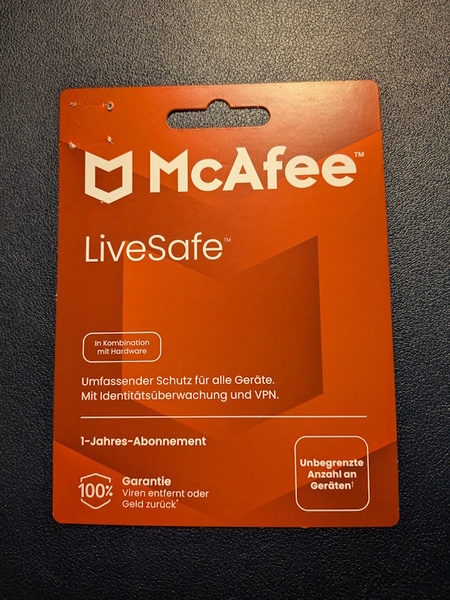 McAfee™
LiveSafe™
In Kombination
mit Hardware
Umfassender Schutz für alle Geräte.
Mit Identitätsüberwachung und VPN.
1-Jahres-Abonnement
100%
Garantie
Viren entfernt oder
Geld zurück*
Unbegrenzte
Anzahl an
Geräten†